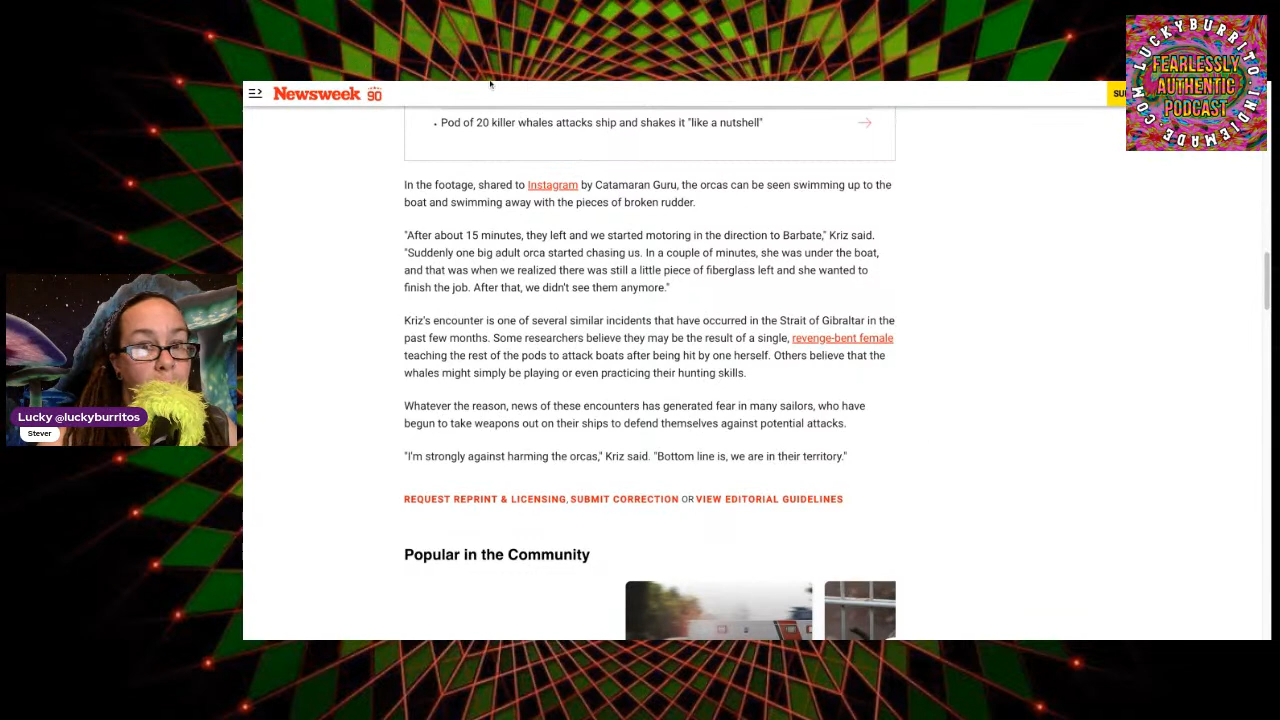 LUCKYBURRITO.INDIEMADE.COM
FEARLESSLY
AUTHENTIC
PODCAST
Newsweek 90
SU
• Pod of 20 killer whales attacks ship and shakes it "like a nutshell"
In the footage, shared to Instagram by Catamaran Guru, the orcas can be seen swimming up to the
boat and swimming away with the pieces of broken rudder.
"After about 15 minutes, they left and we started motoring in the direction to Barbate," Kriz said.
"Suddenly one big adult orca started chasing us. In a couple of minutes, she was under the boat,
and that was when we realized there was still a little piece of fiberglass left and she wanted to
finish the job. After that, we didn't see them anymore."
Kriz's encounter is one of several similar incidents that have occurred in the Strait of Gibraltar in the
past few months. Some researchers believe they may be the result of a single, revenge-bent female
teaching the rest of the pods to attack boats after being hit by one herself. Others believe that the
whales might simply be playing or even practicing their hunting skills.
Whatever the reason, news of these encounters has generated fear in many sailors, who have
begun to take weapons out on their ships to defend themselves against potential attacks.
"I'm strongly against harming the orcas," Kriz said. "Bottom line is, we are in their territory."
REQUEST REPRINT & LICENSING, SUBMIT CORRECTION OR VIEW EDITORIAL GUIDELINES
Popular in the Community
Lucky @luckyburritos
Stever